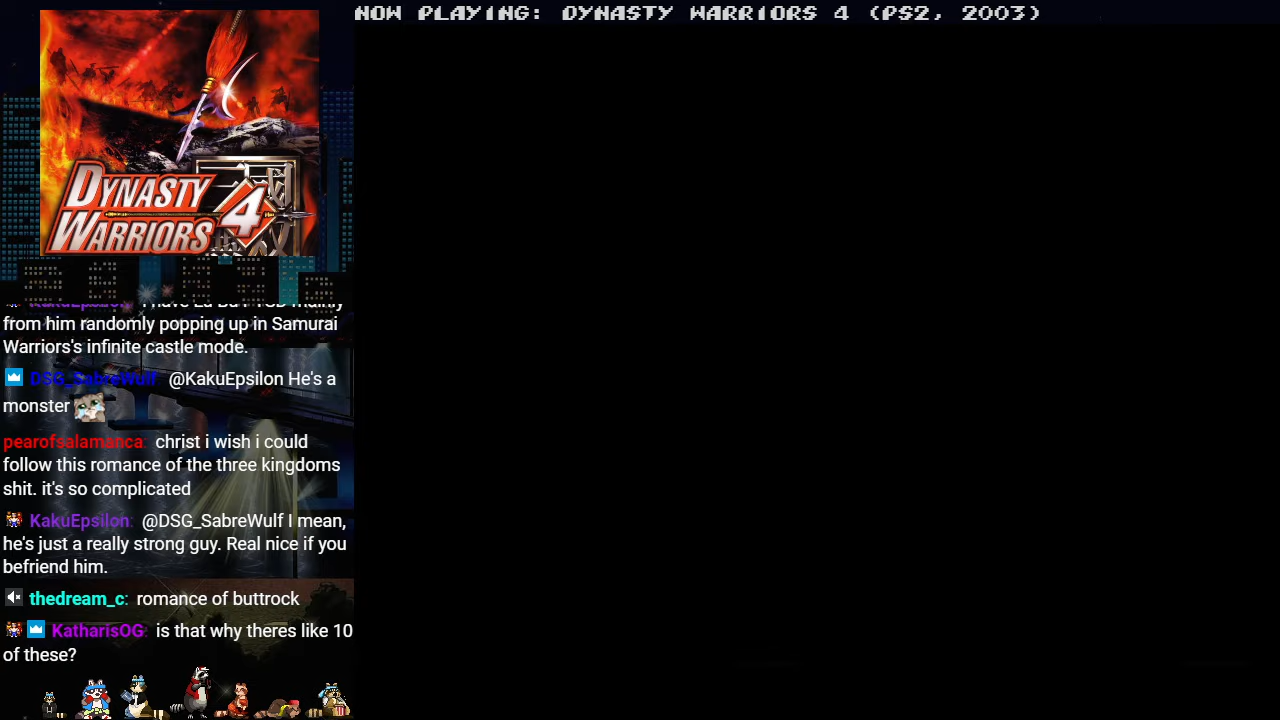 NOW PLAYING: DYNASTY WARRIORS 4 (PS2, 2003)
DYNASTY
WARRIORS
4
from him randomly popping up in Samurai
Warriors's infinite castle mode.
DSG_SabreWulf: @KakuEpsilon He's a
monster
pearofsalamanca: christ i wish i could
follow this romance of the three kingdoms
shit. it's so complicated
KakuEpsilon: @DSG_SabreWulf I mean,
he's just a really strong guy. Real nice if you
befriend him.
thedream_c: romance of buttrock
KatharisOG: is that why theres like 10
of these?